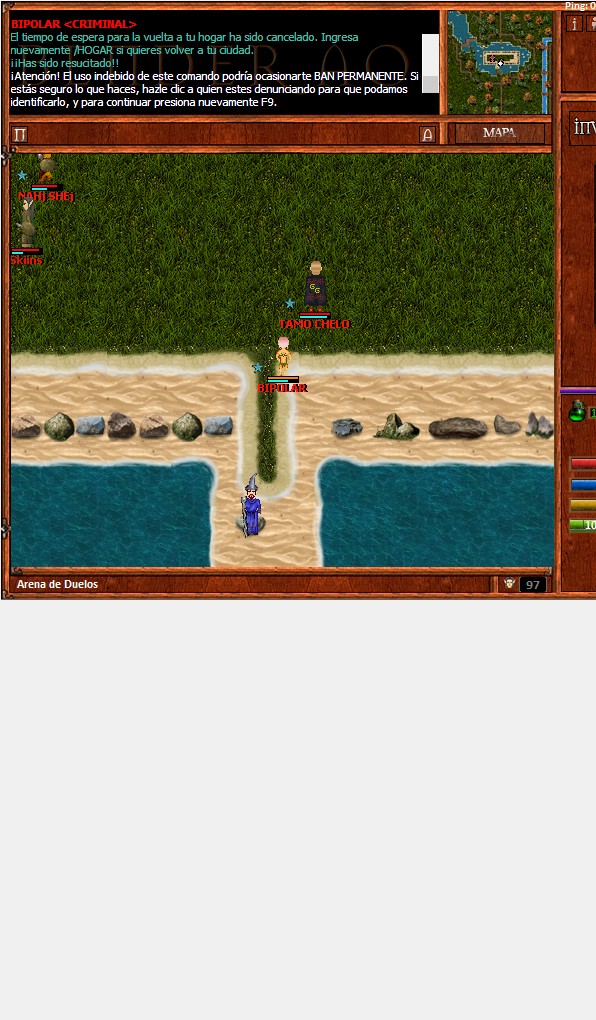 Ping: 0
BIPOLAR <CRIMINAL>
El tiempo de espera para la vuelta a tu hogar ha sido cancelado. Ingresa
nuevamente /HOGAR si quieres volver a tu ciudad.
¡¡Has sido resucitado!!
¡Atención! El uso indebido de este comando podría ocasionarte BAN PERMANENTE. Si
estás seguro lo que haces, hazle clic a quien estes denunciando para que podamos
identificarlo, y para continuar presiona nuevamente F9.
MAPA
skiins
TAMO CHELO
BIPOLAR
Arena de Duelos
97
10